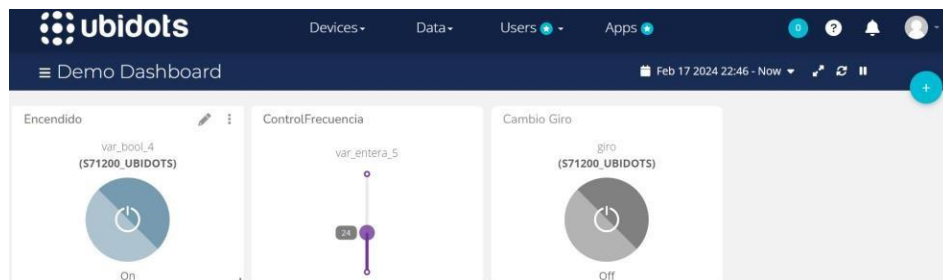 ubidots Devices Data Users Apps 0 ?
Demo Dashboard Feb 17 2024 22:46 - Now
+
Encendido ControlFrecuencia Cambio Giro
var_bool_4 var_entera_5 giro
(S71200_UBIDOTS) (S71200_UBIDOTS)
24
On Off